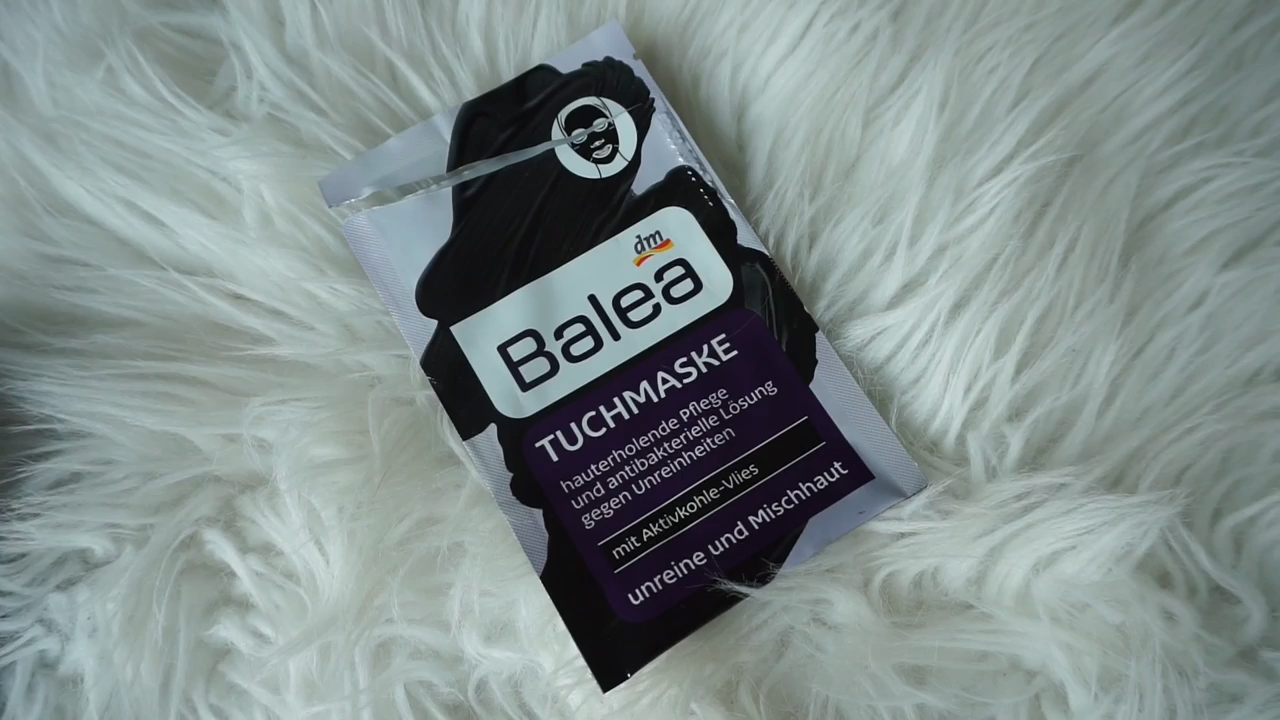 dm
Balea
TUCHMASKE
hauterholende Pflege
und antibakterielle Lösung
gegen Unreinheiten
mit Aktivkohle-Vlies
unreine und Mischhaut